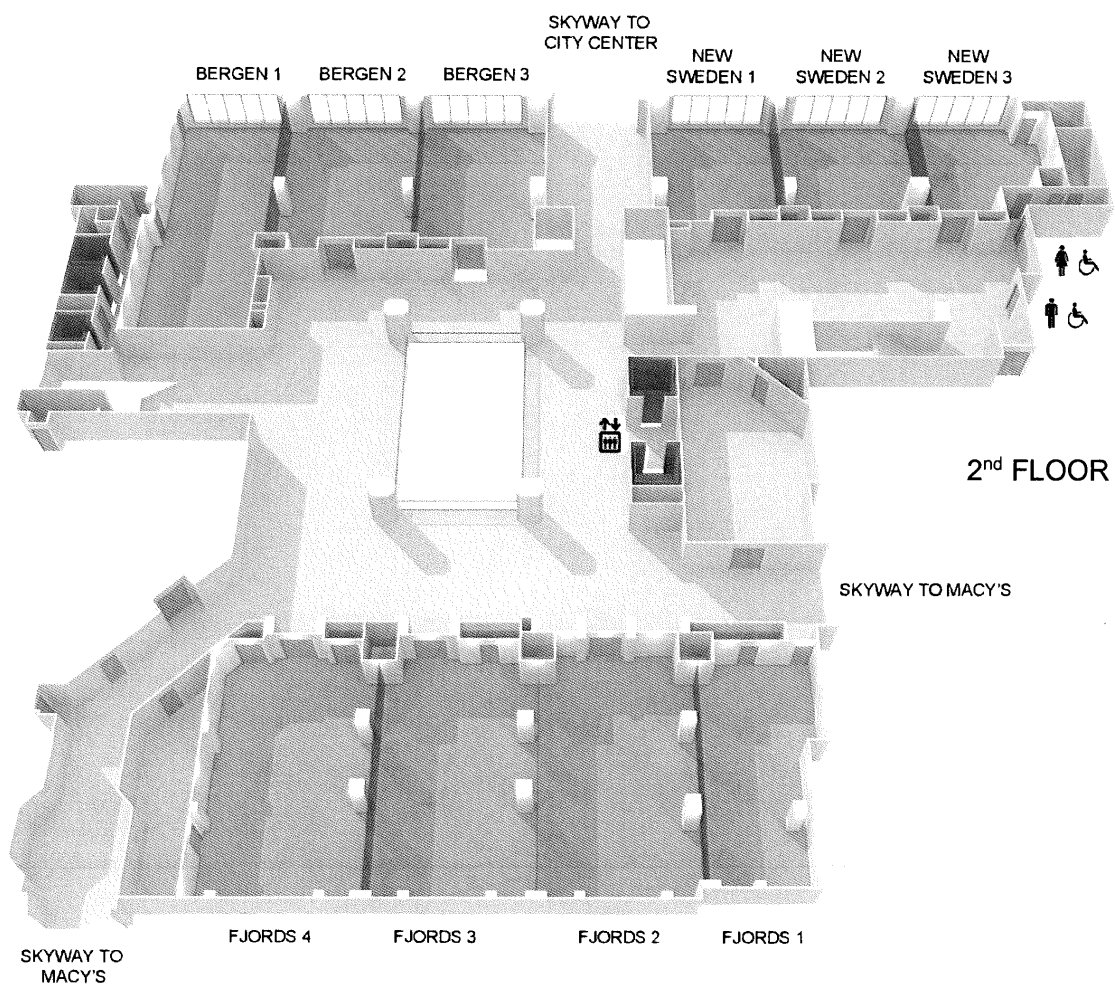 SKYWAY TO
CITY CENTER
BERGEN 1
BERGEN 2
BERGEN 3
NEW
SWEDEN 1
NEW
SWEDEN 2
NEW
SWEDEN 3
2nd FLOOR
SKYWAY TO MACY'S
FJORDS 4
FJORDS 3
FJORDS 2
FJORDS 1
SKYWAY TO
MACY'S